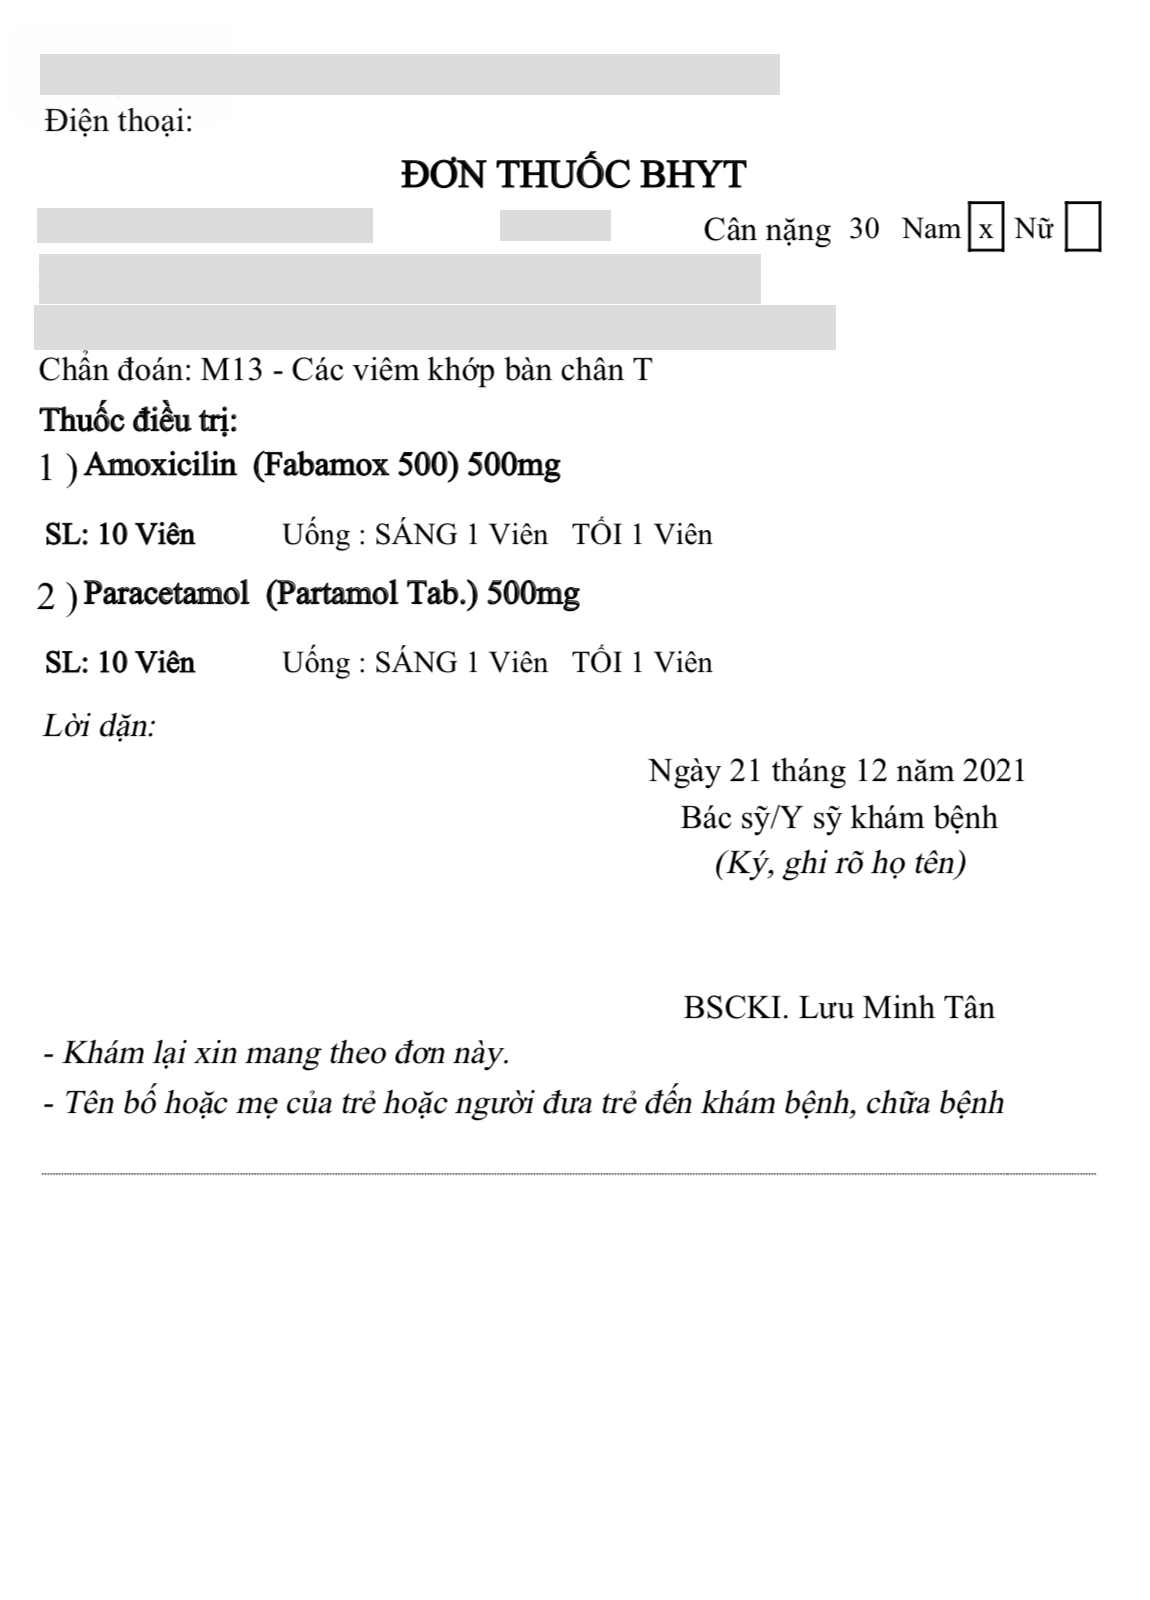 Điện thoại:
ĐƠN THUỐC BHYT
Cân nặng 30 Nam x Nữ
Chẩn đoán: M13 - Các viêm khớp bàn chân T
Thuốc điều trị:
1 ) Amoxicilin (Fabamox 500) 500mg
SL: 10 Viên Uống : SÁNG 1 Viên TỐI 1 Viên
2 ) Paracetamol (Partamol Tab.) 500mg
SL: 10 Viên Uống : SÁNG 1 Viên TỐI 1 Viên
Lời dặn:
Ngày 21 tháng 12 năm 2021
Bác sỹ/Y sỹ khám bệnh
(Ký, ghi rõ họ tên)
BSCKI. Lưu Minh Tân
- Khám lại xin mang theo đơn này.
- Tên bố hoặc mẹ của trẻ hoặc người đưa trẻ đến khám bệnh, chữa bệnh